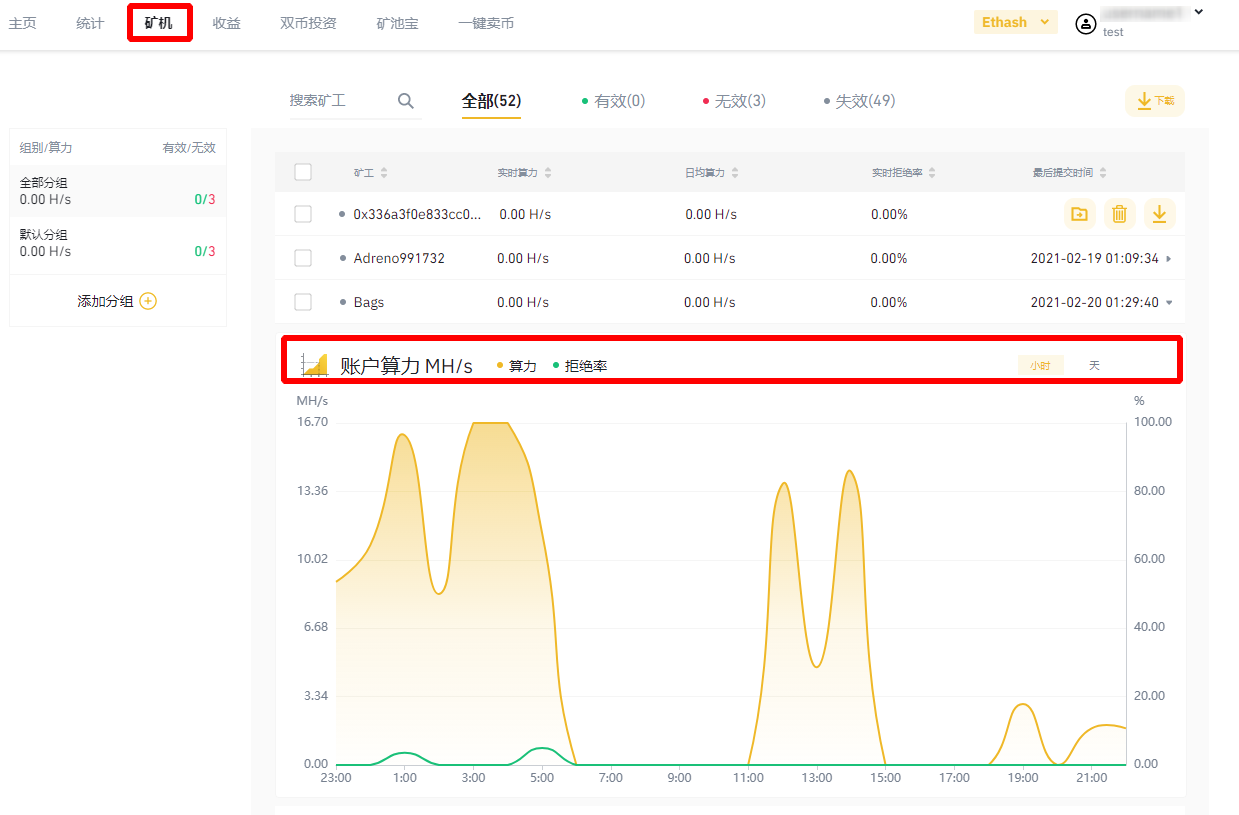 主页 统计 矿机 收益 双币投资 矿池宝 一键卖币 Ethash
test
搜索矿工 全部(52) 有效(0) 无效(3) 失效(49) 下载
组别/算力 有效/无效
全部分组
0.00 H/s 0/3
默认分组
0.00 H/s 0/3
添加分组
矿工 实时算力 日均算力 实时拒绝率 最后提交时间
0x336a3f0e833cc0... 0.00 H/s 0.00 H/s 0.00%
Adreno991732 0.00 H/s 0.00 H/s 0.00% 2021-02-19 01:09:34
Bags 0.00 H/s 0.00 H/s 0.00% 2021-02-20 01:29:40
账户算力 MH/s 算力 拒绝率 小时 天
MH/s %
16.70 100.00
13.36 80.00
10.02 60.00
6.68 40.00
3.34 20.00
0.00 0.00
23:00 1:00 3:00 5:00 7:00 9:00 11:00 13:00 15:00 17:00 19:00 21:00